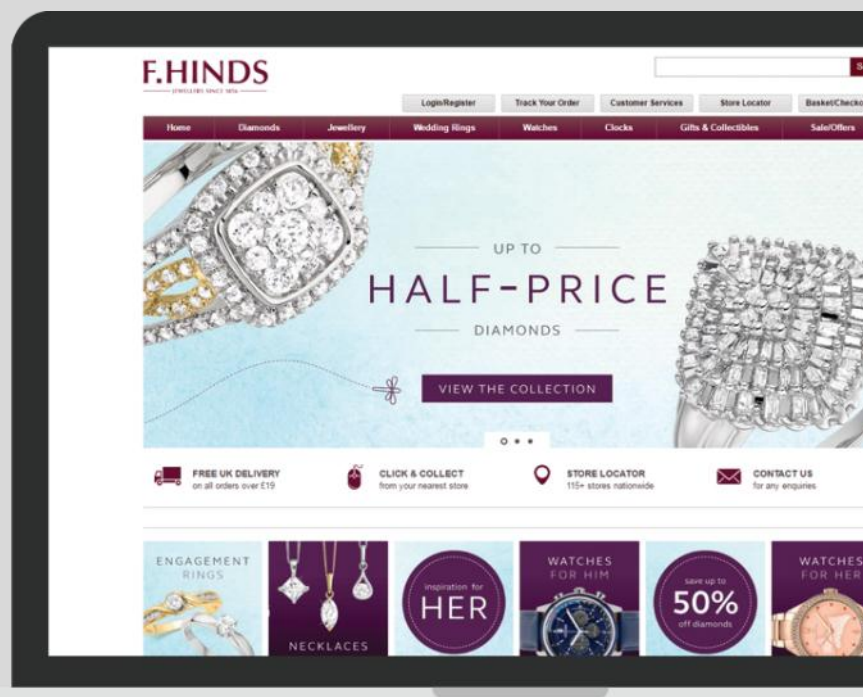 F.HINDS
JEWELLERS SINCE 1856
S
Login/Register
Track Your Order
Customer Services
Store Locator
Basket/Checko
Home
Diamonds
Jewellery
Wedding Rings
Watches
Clocks
Gifts & Collectibles
Sale/Offers
UP TO
HALF-PRICE
DIAMONDS
VIEW THE COLLECTION
FREE UK DELIVERY
on all orders over £19
CLICK & COLLECT
from your nearest store
STORE LOCATOR
115+ stores nationwide
CONTACT US
for any enquiries
ENGAGEMENT
RINGS
NECKLACES
inspiration for
HER
WATCHES
FOR HIM
save up to
50%
off diamonds
WATCHES
FOR HER